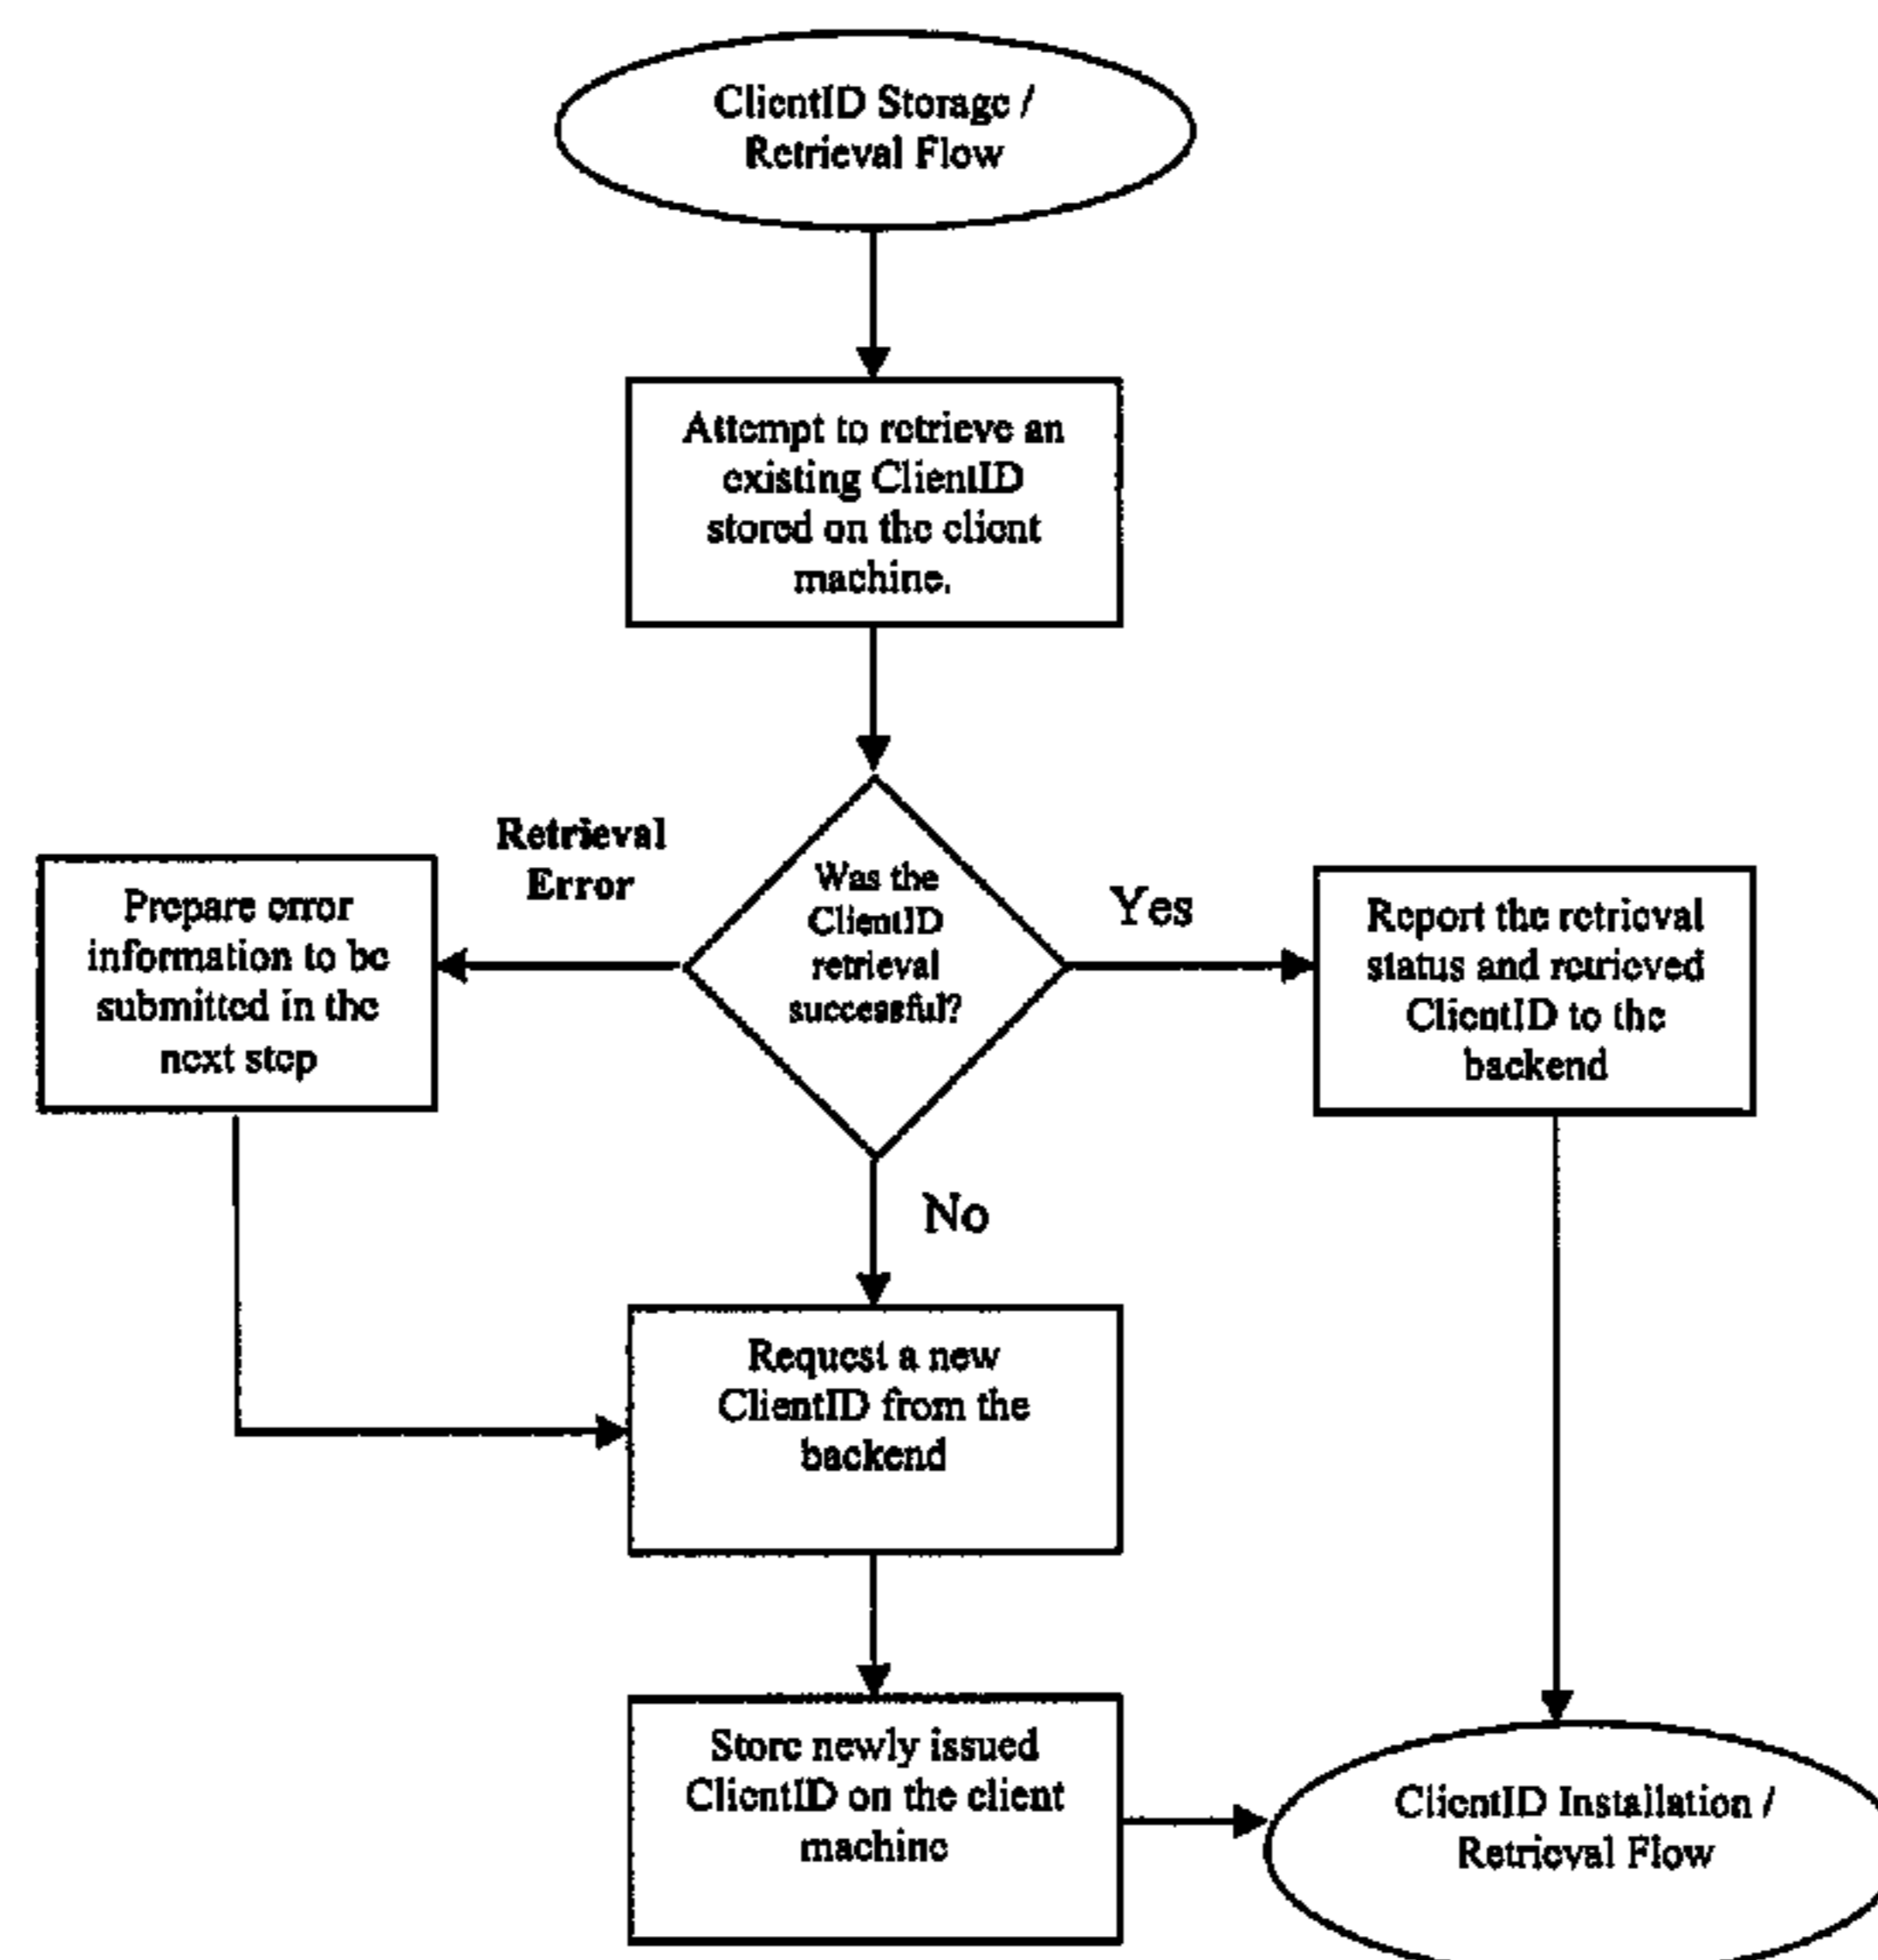 ClientID Storage /
Retrieval Flow
Attempt to retrieve an
existing ClientID
stored on the client
machine.
Retrieval
Error
Was the
ClientID
retrieval
successful?
Yes
Prepare error
information to be
submitted in the
next step
Report the retrieval
status and retrieved
ClientID to the
backend
No
Request a new
ClientID from the
backend
Store newly issued
ClientID on the client
machine
ClientID Installation /
Retrieval Flow